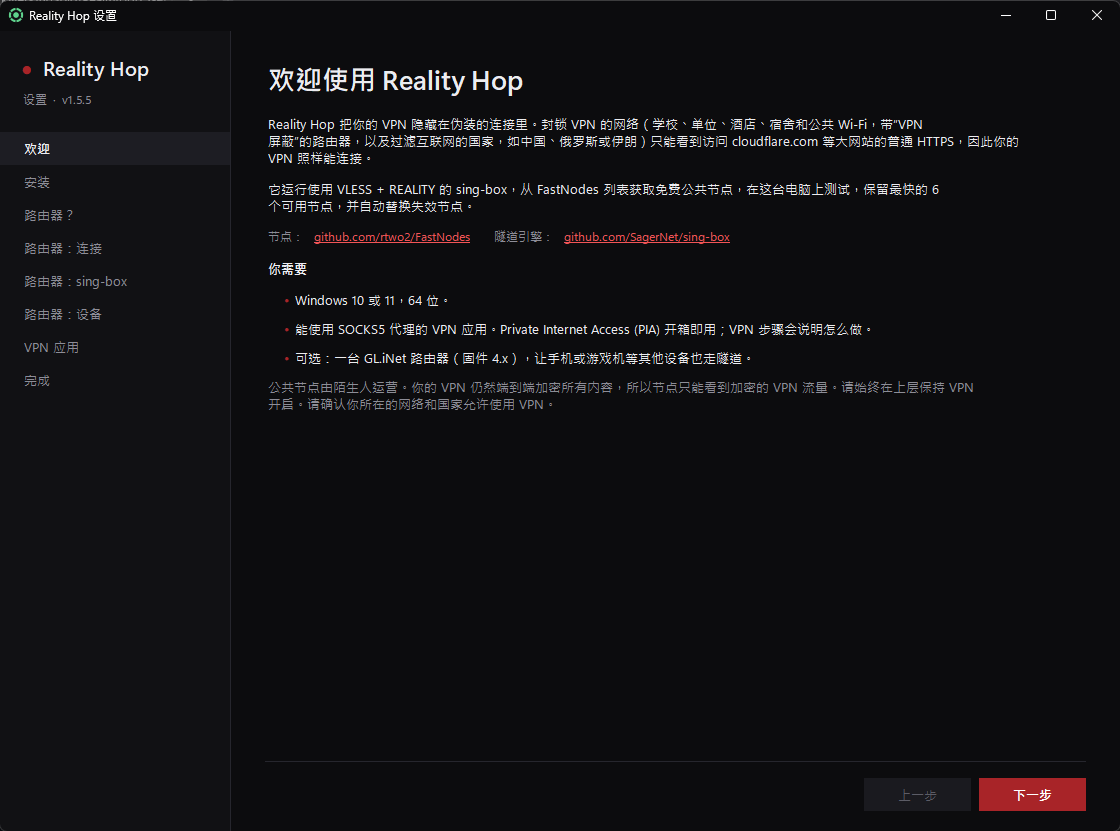 Reality Hop 设置
Reality Hop
设置 · v1.5.5
欢迎
安装
路由器？
路由器：连接
路由器：sing-box
路由器：设备
VPN 应用
完成
欢迎使用 Reality Hop
Reality Hop 把你的 VPN 隐藏在伪装的连接里。封锁 VPN 的网络（学校、单位、酒店、宿舍和公共 Wi-Fi，带“VPN
屏蔽”的路由器，以及过滤互联网的国家，如中国、俄罗斯或伊朗）只能看到访问 cloudflare.com 等大网站的普通 HTTPS，因此你的
VPN 照样能连接。
它运行使用 VLESS + REALITY 的 sing-box，从 FastNodes 列表获取免费公共节点，在这台电脑上测试，保留最快的 6
个可用节点，并自动替换失效节点。
节点： github.com/rtwo2/FastNodes 隧道引擎： github.com/SagerNet/sing-box
你需要
• Windows 10 或 11，64 位。
• 能使用 SOCKS5 代理的 VPN 应用。Private Internet Access (PIA) 开箱即用；VPN 步骤会说明怎么做。
• 可选：一台 GL.iNet 路由器（固件 4.x），让手机或游戏机等其他设备也走隧道。
公共节点由陌生人运营。你的 VPN 仍然端到端加密所有内容，所以节点只能看到加密的 VPN 流量。请始终在上层保持 VPN
开启。请确认你所在的网络和国家允许使用 VPN。
上一步
下一步